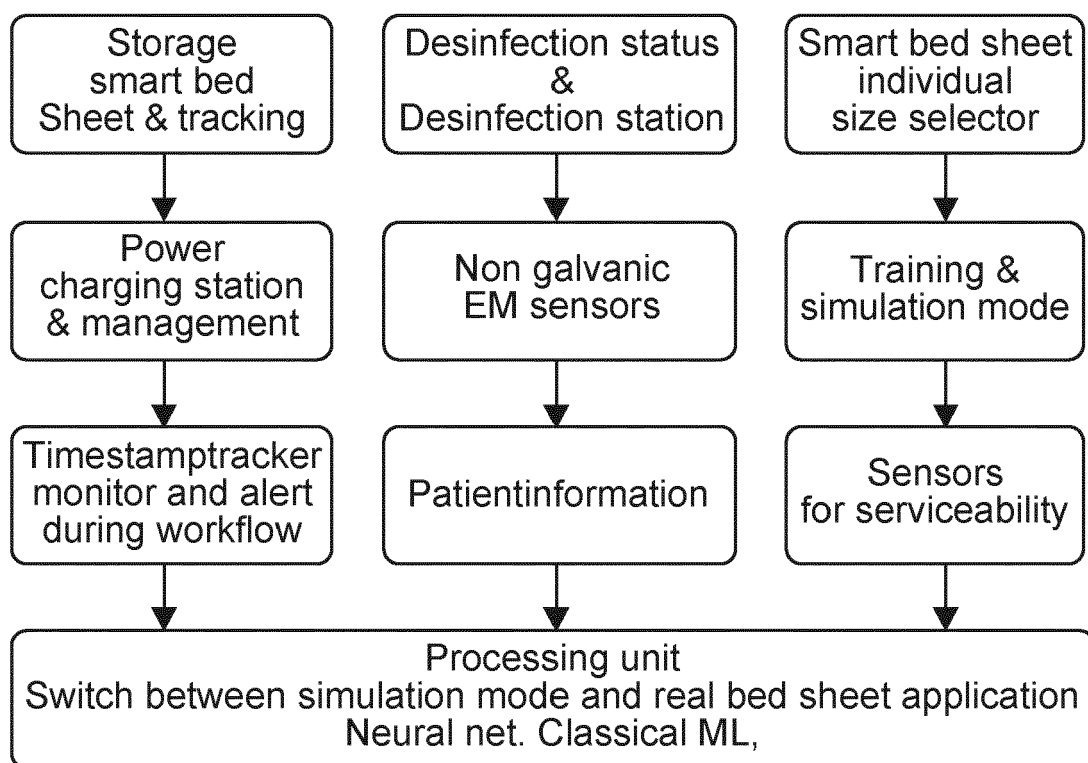 Storage
smart bed
Sheet & tracking
Desinfection status
&
Desinfection station
Smart bed sheet
individual
size selector
Power
charging station
& management
Non galvanic
EM sensors
Training &
simulation mode
Timestamptracker
monitor and alert
during workflow
Patientinformation
Sensors
for serviceability
Processing unit
Switch between simulation mode and real bed sheet application
Neural net. Classical ML,